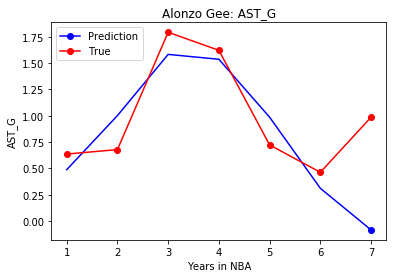 Alonzo Gee: AST_G
Prediction
True
1.75
1.50
1.25
1.00
0.75
0.50
0.25
0.00
AST_G
1 2 3 4 5 6 7
Years in NBA